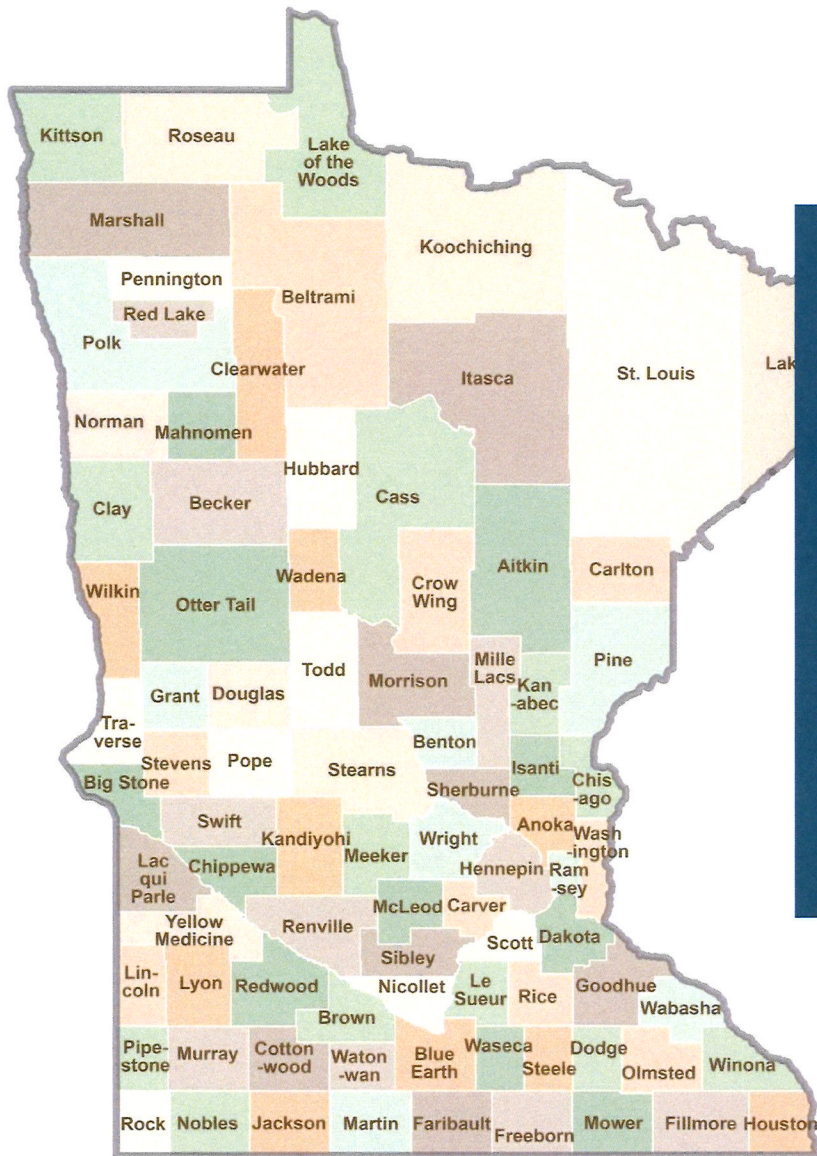 Kittson
Roseau
Lake
of the
Woods
Marshall
Koochiching
Pennington
Red Lake
Beltrami
Polk
Clearwater
Itasca
St. Louis
Lak
Norman
Mahnomen
Hubbard
Cass
Clay
Becker
Wadena
Aitkin
Carlton
Wilkin
Otter Tail
Crow
Wing
Todd
Mille
Lacs
Pine
Morrison
Kan
-abec
Grant
Douglas
Tra-
verse
Benton
Stevens
Pope
Stearns
Isanti
Big Stone
Sherburne
Chis
-ago
Swift
Kandiyohi
Wright
Anoka
Wash
-ington
Meeker
Chippewa
Hennepin
Ram
-sey
Lac
qui
Parle
McLeod
Carver
Yellow
Medicine
Renville
Scott
Dakota
Sibley
Lin-
coln
Lyon
Redwood
Nicollet
Le
Sueur
Rice
Goodhue
Wabasha
Brown
Pipe-
stone
Murray
Cotton
-wood
Waton
-wan
Blue
Earth
Waseca
Steele
Dodge
Olmsted
Winona
Rock
Nobles
Jackson
Martin
Faribault
Freeborn
Mower
Fillmore
Houston